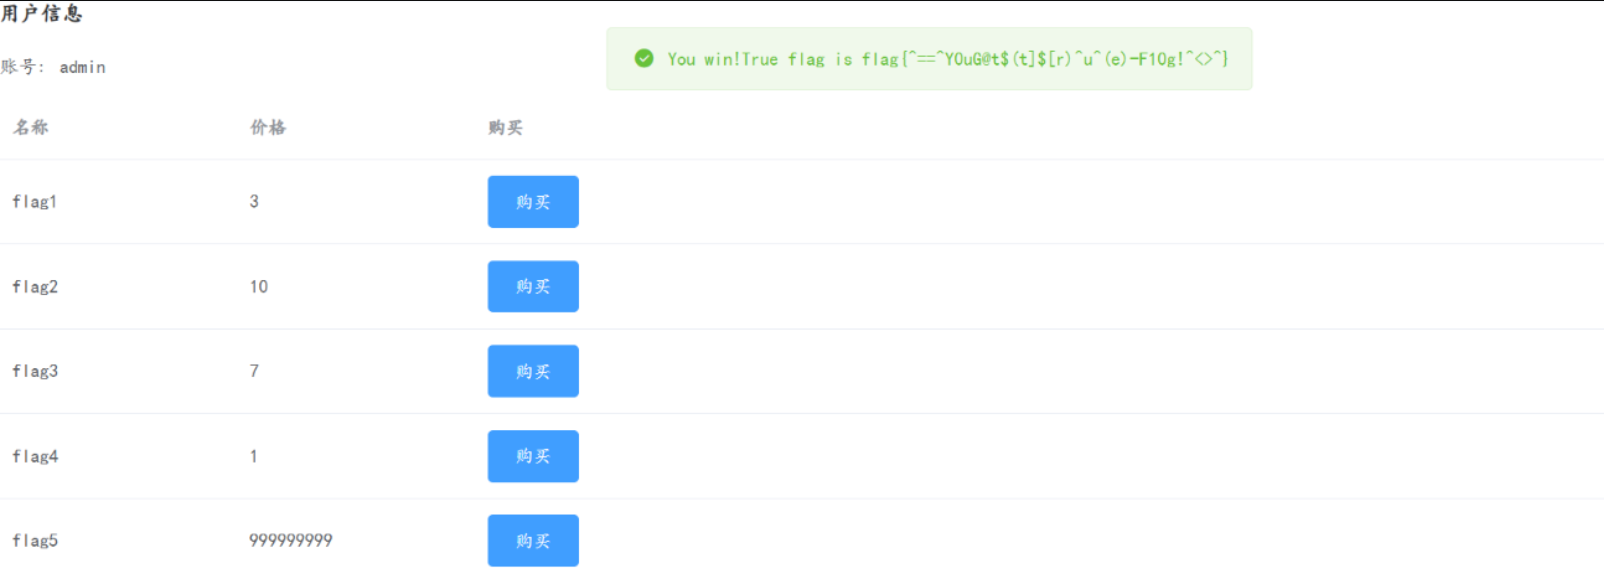 用户信息
You win!True flag is flag{^==^Y0uG@t$(t]$[r)^u^(e)-F10g!^<>^}
账号: admin
名称 价格 购买
flag1 3 购买
flag2 10 购买
flag3 7 购买
flag4 1 购买
flag5 999999999 购买